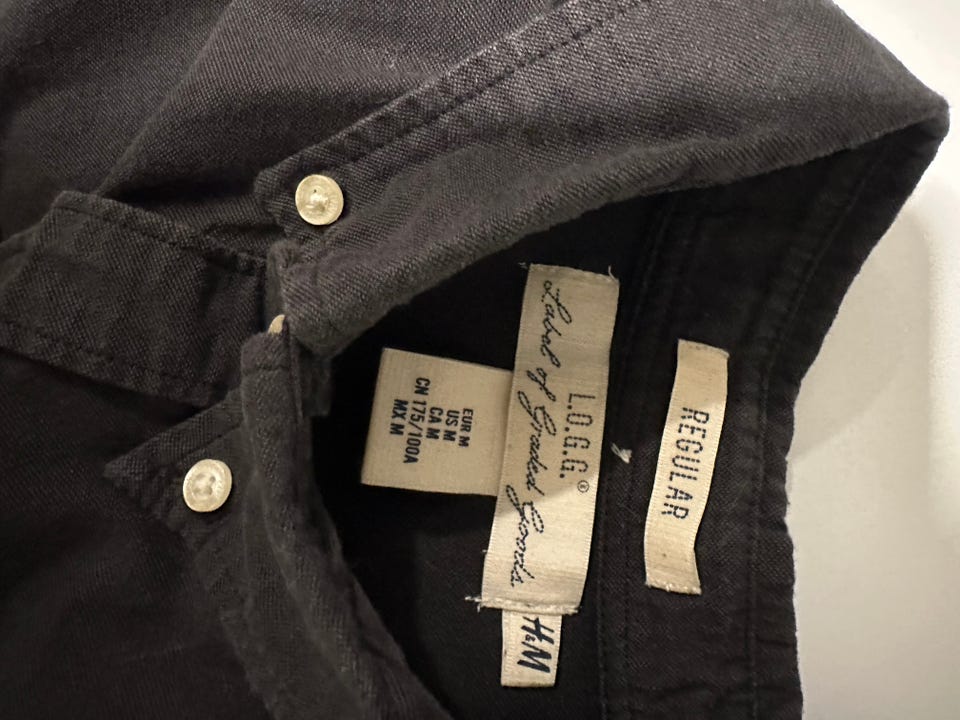 L.O.G.G.®
Label of Graded Goods.
H&M
REGULAR
EUR M
US M
CA M
CN 175/100A
MX M